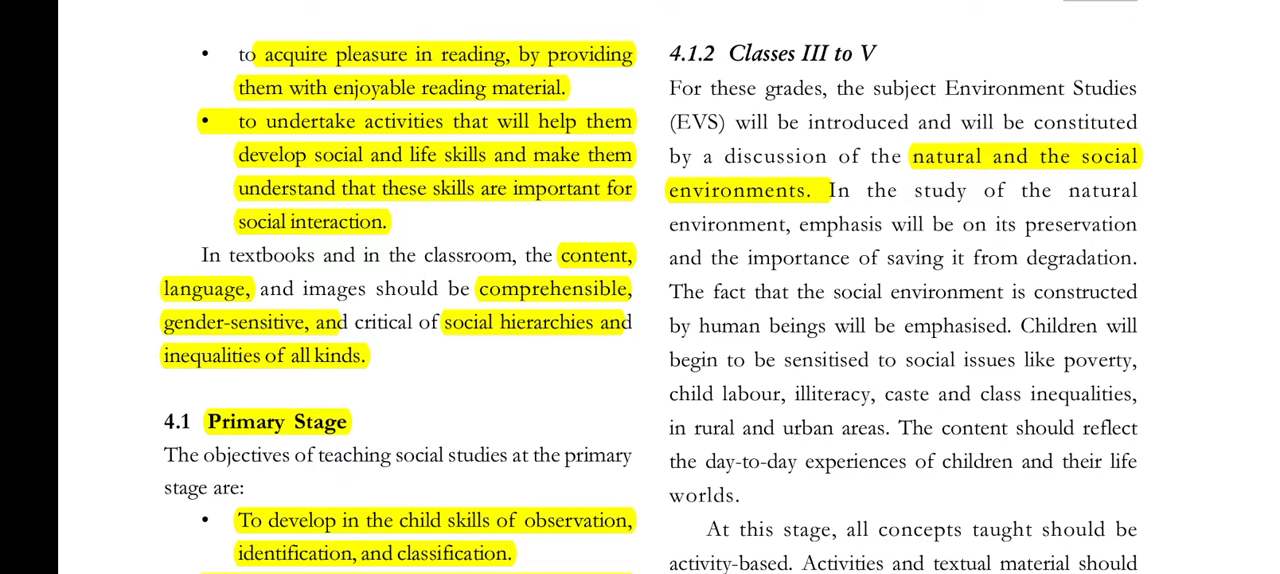 • to acquire pleasure in reading, by providing
them with enjoyable reading material.
• to undertake activities that will help them
develop social and life skills and make them
understand that these skills are important for
social interaction.
In textbooks and in the classroom, the content,
language, and images should be comprehensible,
gender-sensitive, and critical of social hierarchies and
inequalities of all kinds.
4.1 Primary Stage
The objectives of teaching social studies at the primary
stage are:
• To develop in the child skills of observation,
identification, and classification.
4.1.2 Classes III to V
For these grades, the subject Environment Studies
(EVS) will be introduced and will be constituted
by a discussion of the natural and the social
environments. In the study of the natural
environment, emphasis will be on its preservation
and the importance of saving it from degradation.
The fact that the social environment is constructed
by human beings will be emphasised. Children will
begin to be sensitised to social issues like poverty,
child labour, illiteracy, caste and class inequalities,
in rural and urban areas. The content should reflect
the day-to-day experiences of children and their life
worlds.
At this stage, all concepts taught should be
activity-based. Activities and textual material should